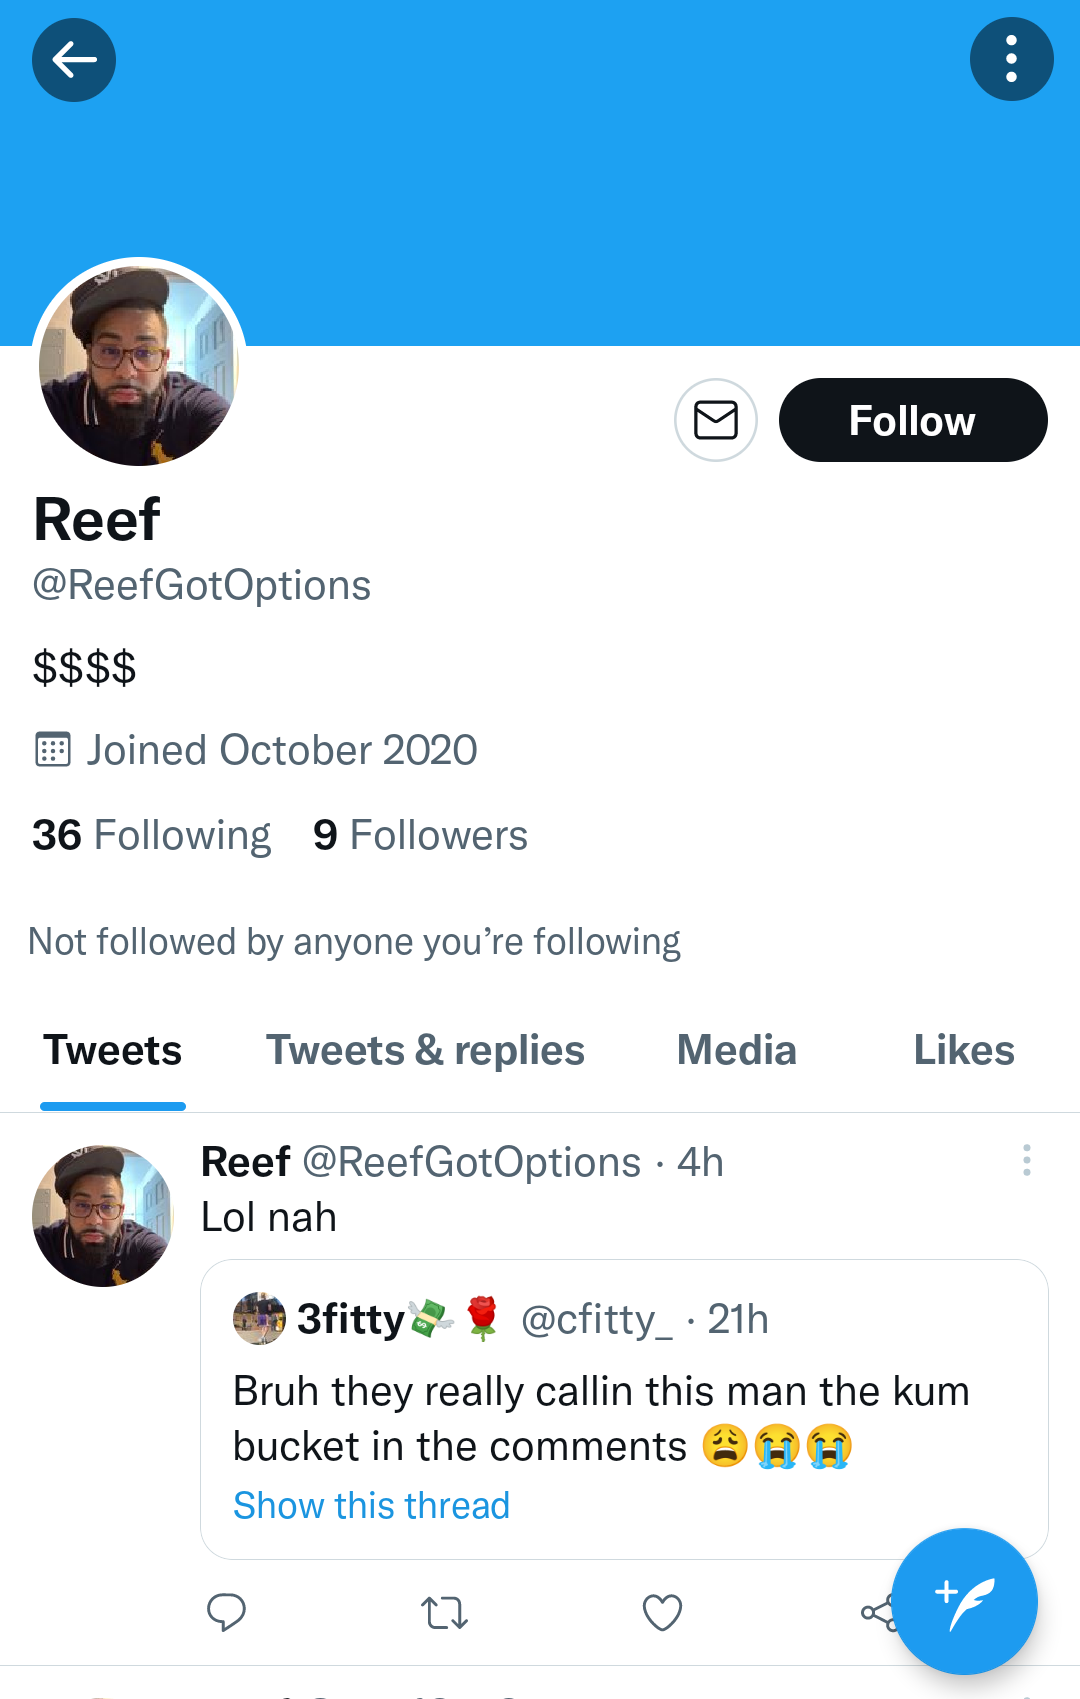 Follow
Reef
@ReefGotOptions
$$$$
Joined October 2020
36 Following 9 Followers
Not followed by anyone you’re following
Tweets Tweets & replies Media Likes
Reef @ReefGotOptions · 4h
Lol nah
3fitty💸🌹 @cfitty_ · 21h
Bruh they really callin this man the kum
bucket in the comments 😩😭😭
Show this thread